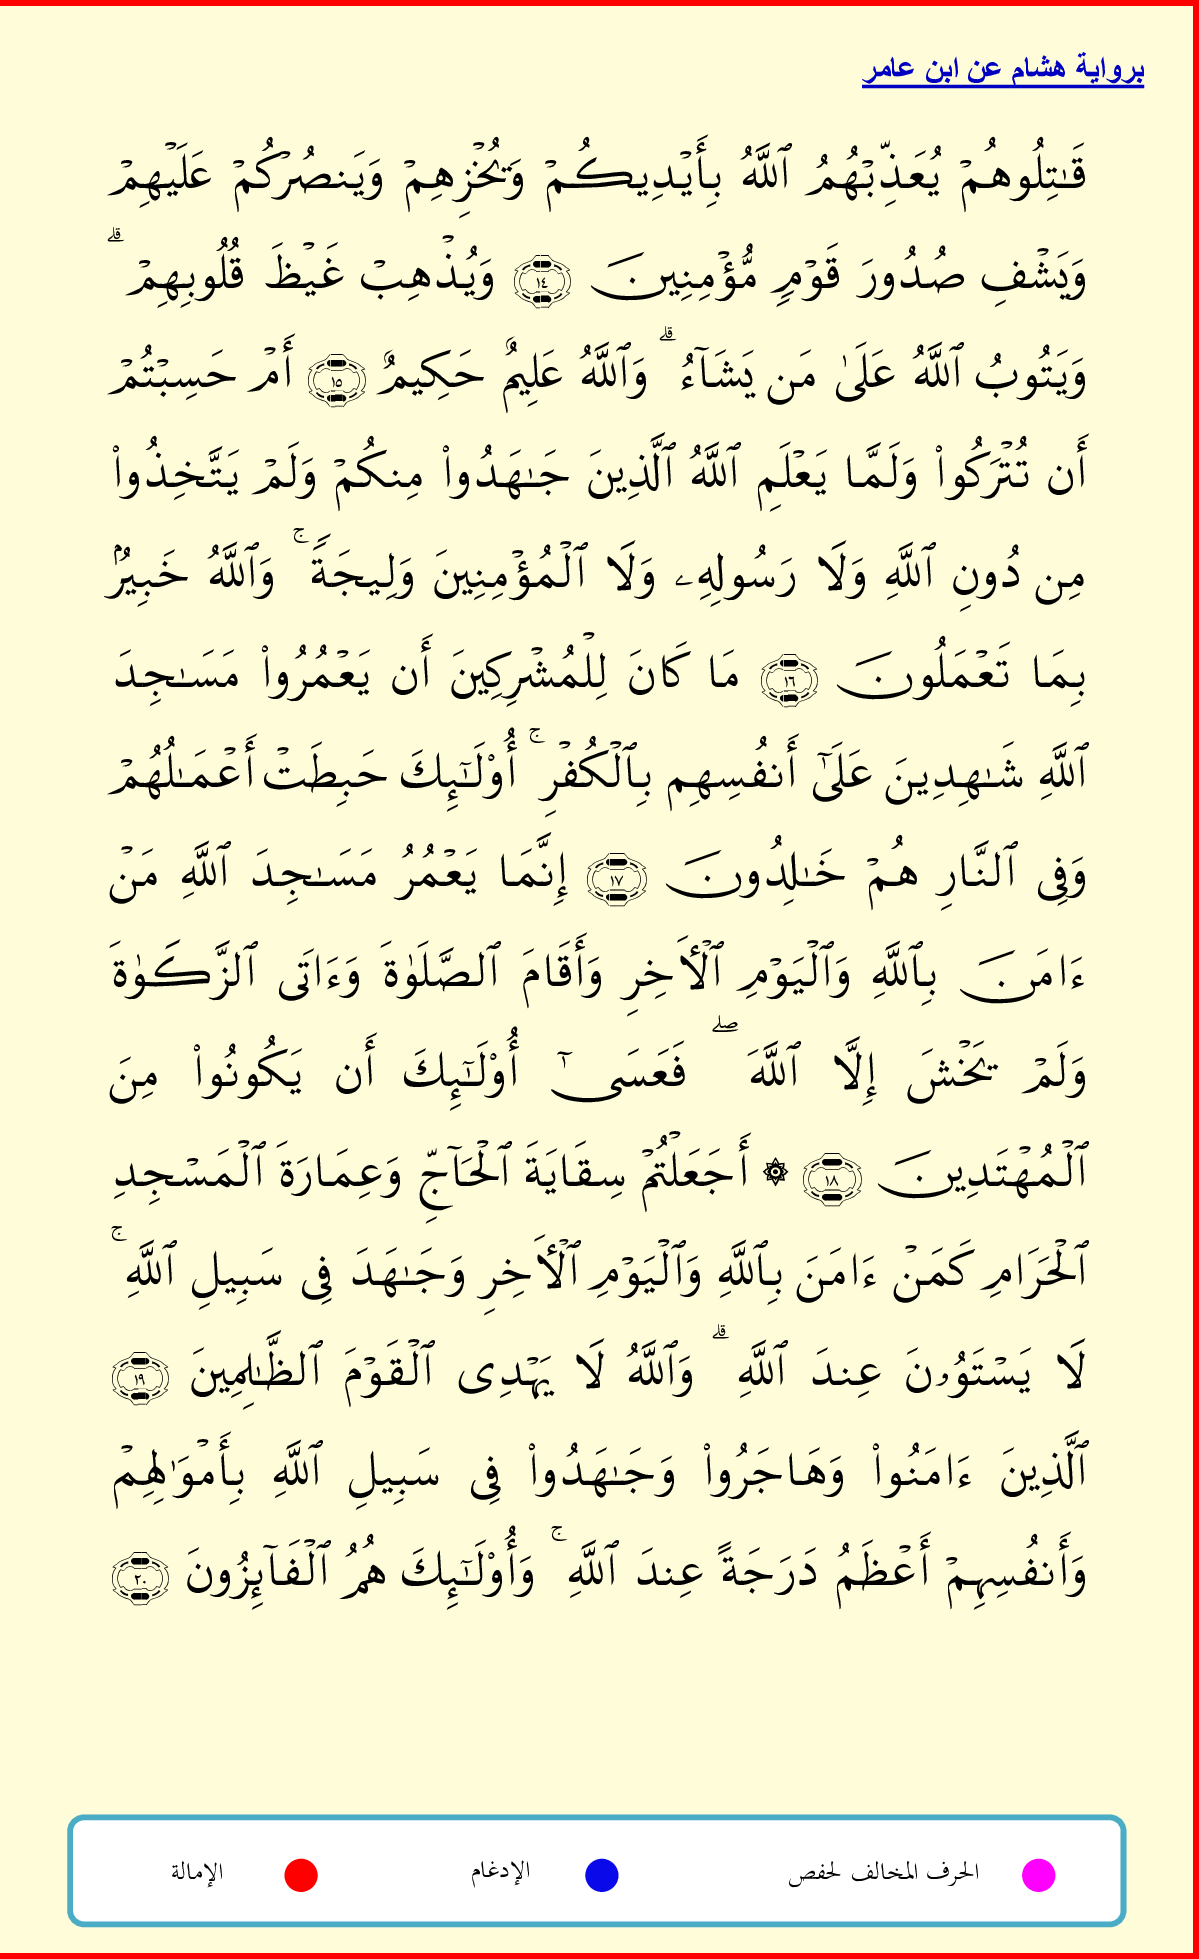 برواية هشام عن ابن عامر
قَـٰتِلُوهُمۡ يُعَذِّبۡهُمُ ٱللَّهُ بِأَيۡدِيكُمۡ وَيُخۡزِهِمۡ وَيَنصُرۡكُمۡ عَلَيۡهِمۡ
وَيَشۡفِ صُدُورَ قَوۡمٖ مُّؤۡمِنِينَ ١٤ وَيُذۡهِبۡ غَيۡظَ قُلُوبِهِمۡۗ
وَيَتُوبُ ٱللَّهُ عَلَىٰ مَن يَشَآءُۗ وَٱللَّهُ عَلِيمٌ حَكِيمٌ ١٥ أَمۡ حَسِبۡتُمۡ
أَن تُتۡرَكُواْ وَلَمَّا يَعۡلَمِ ٱللَّهُ ٱلَّذِينَ جَـٰهَدُواْ مِنكُمۡ وَلَمۡ يَتَّخِذُواْ
مِن دُونِ ٱللَّهِ وَلَا رَسُولِهِۦ وَلَا ٱلۡمُؤۡمِنِينَ وَلِيجَةٗۚ وَٱللَّهُ خَبِيرُۢ
بِمَا تَعۡمَلُونَ ١٦ مَا كَانَ لِلۡمُشۡرِكِينَ أَن يَعۡمُرُواْ مَسَـٰجِدَ
ٱللَّهِ شَـٰهِدِينَ عَلَىٰٓ أَنفُسِهِم بِٱلۡكُفۡرِۚ أُوْلَـٰٓئِكَ حَبِطَتۡ أَعۡمَـٰلُهُمۡ
وَفِي ٱلنَّارِ هُمۡ خَـٰلِدُونَ ١٧ إِنَّمَا يَعۡمُرُ مَسَـٰجِدَ ٱللَّهِ مَنۡ
ءَامَنَ بِٱللَّهِ وَٱلۡيَوۡمِ ٱلۡأٓخِرِ وَأَقَامَ ٱلصَّلَوٰةَ وَءَاتَى ٱلزَّكَوٰةَ
وَلَمۡ يَخۡشَ إِلَّا ٱللَّهَۖ فَعَسَىٰٓ أُوْلَـٰٓئِكَ أَن يَكُونُواْ مِنَ
ٱلۡمُهۡتَدِينَ ١٨ ۞ أَجَعَلۡتُمۡ سِقَايَةَ ٱلۡحَآجِّ وَعِمَارَةَ ٱلۡمَسۡجِدِ
ٱلۡحَرَامِ كَمَنۡ ءَامَنَ بِٱللَّهِ وَٱلۡيَوۡمِ ٱلۡأٓخِرِ وَجَـٰهَدَ فِي سَبِيلِ ٱللَّهِۚ
لَا يَسۡتَوُۥنَ عِندَ ٱللَّهِۗ وَٱللَّهُ لَا يَهۡدِي ٱلۡقَوۡمَ ٱلظَّـٰلِمِينَ ١٩
ٱلَّذِينَ ءَامَنُواْ وَهَاجَرُواْ وَجَـٰهَدُواْ فِي سَبِيلِ ٱللَّهِ بِأَمۡوَٰلِهِمۡ
وَأَنفُسِهِمۡ أَعۡظَمُ دَرَجَةً عِندَ ٱللَّهِۚ وَأُوْلَـٰٓئِكَ هُمُ ٱلۡفَآئِزُونَ ٢٠
الحرف المخالف لحفص الإدغام الإمالة